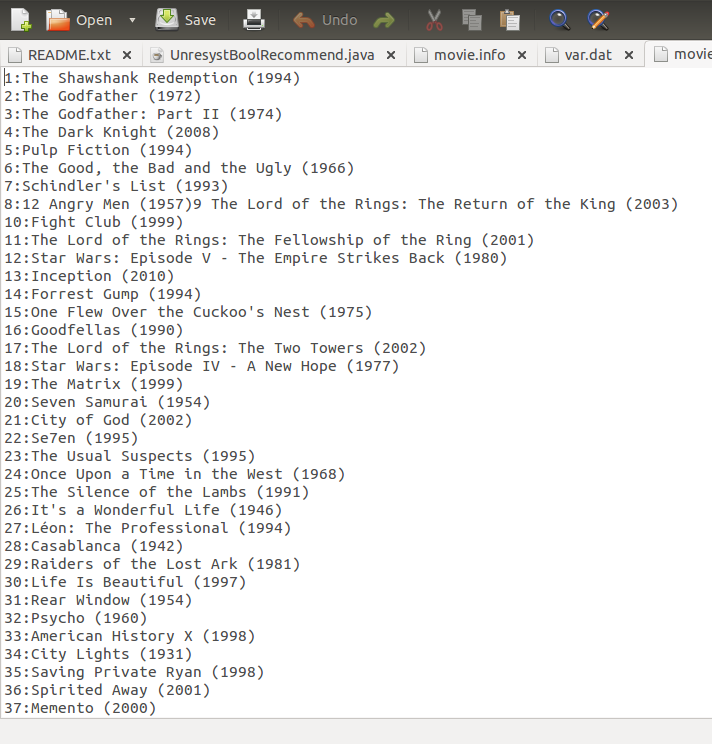 Open Save Undo
README.txt UnresystBoolRecommend.java movie.info var.dat movie
1:The Shawshank Redemption (1994)
2:The Godfather (1972)
3:The Godfather: Part II (1974)
4:The Dark Knight (2008)
5:Pulp Fiction (1994)
6:The Good, the Bad and the Ugly (1966)
7:Schindler's List (1993)
8:12 Angry Men (1957)9 The Lord of the Rings: The Return of the King (2003)
10:Fight Club (1999)
11:The Lord of the Rings: The Fellowship of the Ring (2001)
12:Star Wars: Episode V - The Empire Strikes Back (1980)
13:Inception (2010)
14:Forrest Gump (1994)
15:One Flew Over the Cuckoo's Nest (1975)
16:Goodfellas (1990)
17:The Lord of the Rings: The Two Towers (2002)
18:Star Wars: Episode IV - A New Hope (1977)
19:The Matrix (1999)
20:Seven Samurai (1954)
21:City of God (2002)
22:Se7en (1995)
23:The Usual Suspects (1995)
24:Once Upon a Time in the West (1968)
25:The Silence of the Lambs (1991)
26:It's a Wonderful Life (1946)
27:Léon: The Professional (1994)
28:Casablanca (1942)
29:Raiders of the Lost Ark (1981)
30:Life Is Beautiful (1997)
31:Rear Window (1954)
32:Psycho (1960)
33:American History X (1998)
34:City Lights (1931)
35:Saving Private Ryan (1998)
36:Spirited Away (2001)
37:Memento (2000)